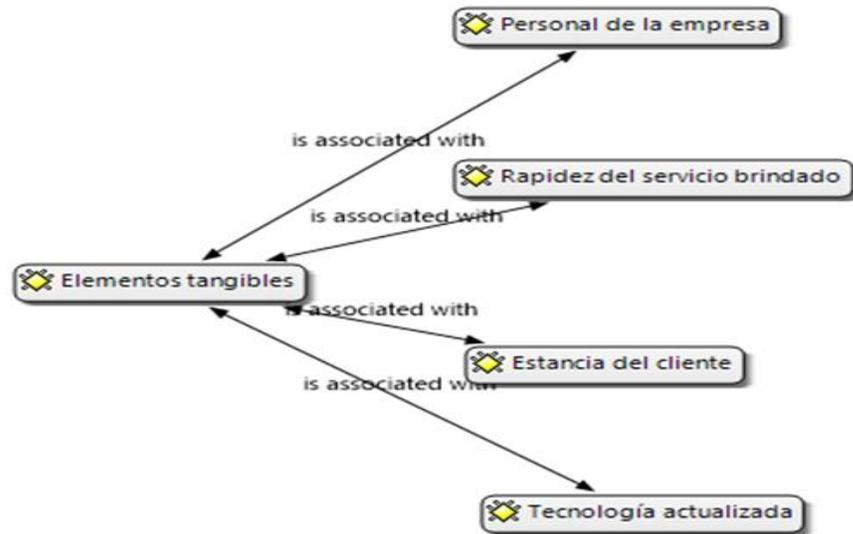 Personal de la empresa
is associated with
Rapidez del servicio brindado
is associated with
Elementos tangibles
is associated with
Estancia del cliente
is associated with
Tecnología actualizada